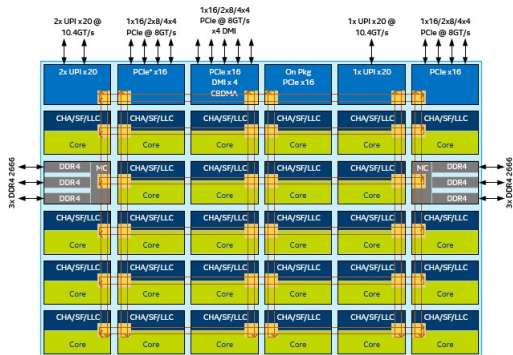 2x UPI x20 @
10.4GT/s
1x16/2x8/4x4
PCIe @ 8GT/s
1x16/2x8/4x4
PCIe @ 8GT/s
x4 DMI
1x UPI x20 @
10.4GT/s
1x16/2x8/4x4
PCIe @ 8GT/s
2x UPI x20
PCIe* x16
PCIe x16
DMI x 4
CBDMA
On Pkg
PCIe x16
1x UPI x20
PCIe x16
CHA/SF/LLC
CHA/SF/LLC
CHA/SF/LLC
CHA/SF/LLC
CHA/SF/LLC
CHA/SF/LLC
Core
Core
Core
Core
Core
Core
3x DDR4 2666
DDR4
DDR4
DDR4
MC
CHA/SF/LLC
CHA/SF/LLC
CHA/SF/LLC
CHA/SF/LLC
Core
Core
Core
Core
MC
DDR4
DDR4
DDR4
3x DDR4 2666
CHA/SF/LLC
CHA/SF/LLC
CHA/SF/LLC
CHA/SF/LLC
CHA/SF/LLC
CHA/SF/LLC
Core
Core
Core
Core
Core
Core
CHA/SF/LLC
CHA/SF/LLC
CHA/SF/LLC
CHA/SF/LLC
CHA/SF/LLC
CHA/SF/LLC
Core
Core
Core
Core
Core
Core
CHA/SF/LLC
CHA/SF/LLC
CHA/SF/LLC
CHA/SF/LLC
CHA/SF/LLC
CHA/SF/LLC
Core
Core
Core
Core
Core
Core